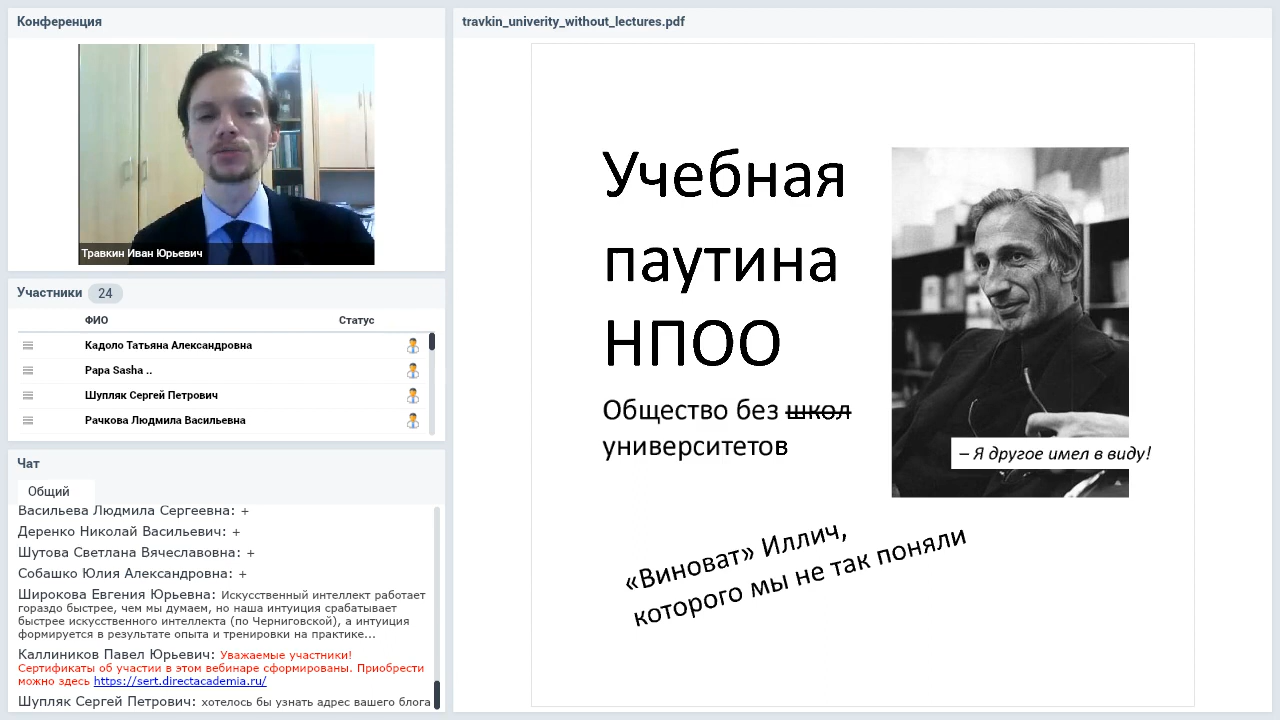 Конференция
Травкин Иван Юрьевич
Участники 24
ФИО Статус
Кадоло Татьяна Александровна
Papa Sasha ..
Шупляк Сергей Петрович
Рачкова Людмила Васильевна
Чат
Общий
Васильева Людмила Сергеевна: +
Деренко Николай Васильевич: +
Шутова Светлана Вячеславовна: +
Собашко Юлия Александровна: +
Широкова Евгения Юрьевна: Искусственный интеллект работает
гораздо быстрее, чем мы думаем, но наша интуиция срабатывает
быстрее искусственного интеллекта (по Черниговской), а интуиция
формируется в результате опыта и тренировки на практике...
Каллиников Павел Юрьевич: Уважаемые участники!
Сертификаты об участии в этом вебинаре сформированы. Приобрести
можно здесь https://sert.directacademia.ru/
Шупляк Сергей Петрович: хотелось бы узнать адрес вашего блога
travkin_univerity_without_lectures.pdf
Учебная
паутина
НПОО
Общество без школ
университетов
– Я другое имел в виду!
«Виноват» Иллич,
которого мы не так поняли